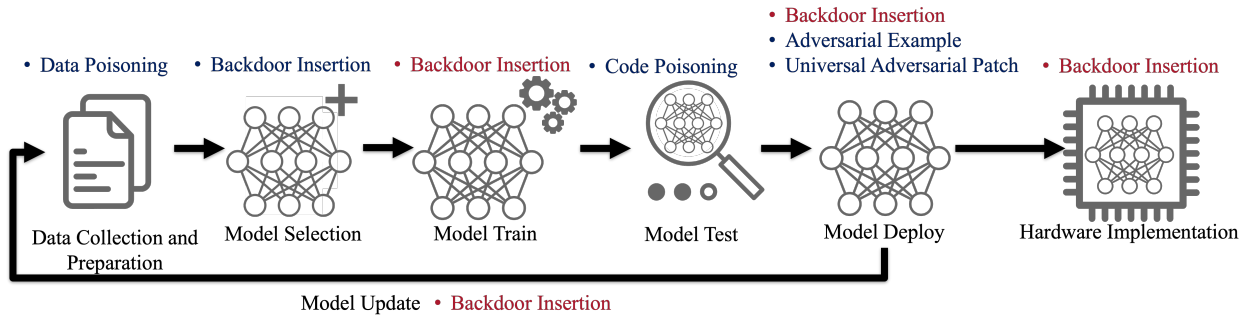 • Backdoor Insertion
• Adversarial Example
• Universal Adversarial Patch
• Data Poisoning
• Backdoor Insertion
• Backdoor Insertion
• Code Poisoning
• Backdoor Insertion
Data Collection and
Preparation
Model Selection
Model Train
Model Test
Model Deploy
Hardware Implementation
Model Update • Backdoor Insertion